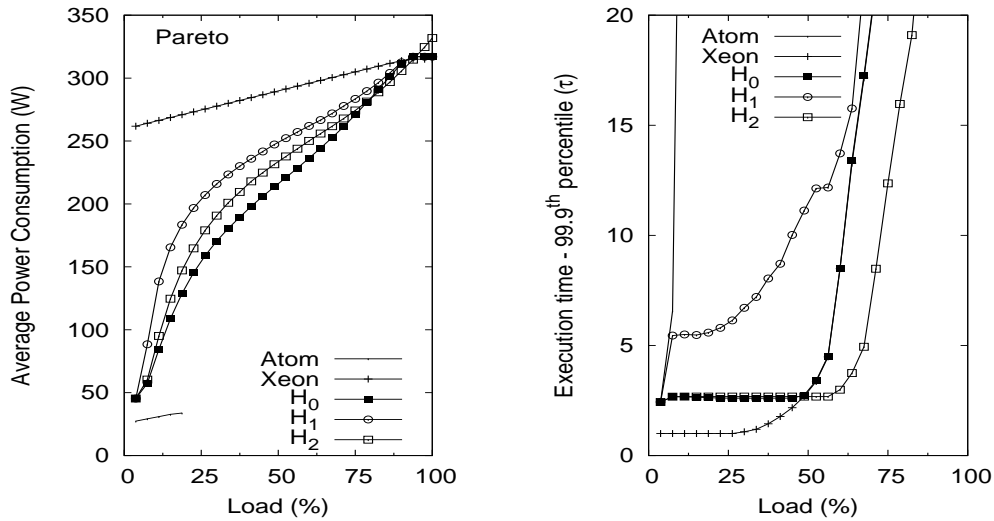 Pareto
Average Power Consumption (W)
350
300
250
200
150
100
50
0
0 25 50 75 100
Load (%)
Atom
Xeon
H0
H1
H2
Execution time - 99.9th percentile (τ)
20
15
10
5
0
0 25 50 75 100
Load (%)
Atom
Xeon
H0
H1
H2